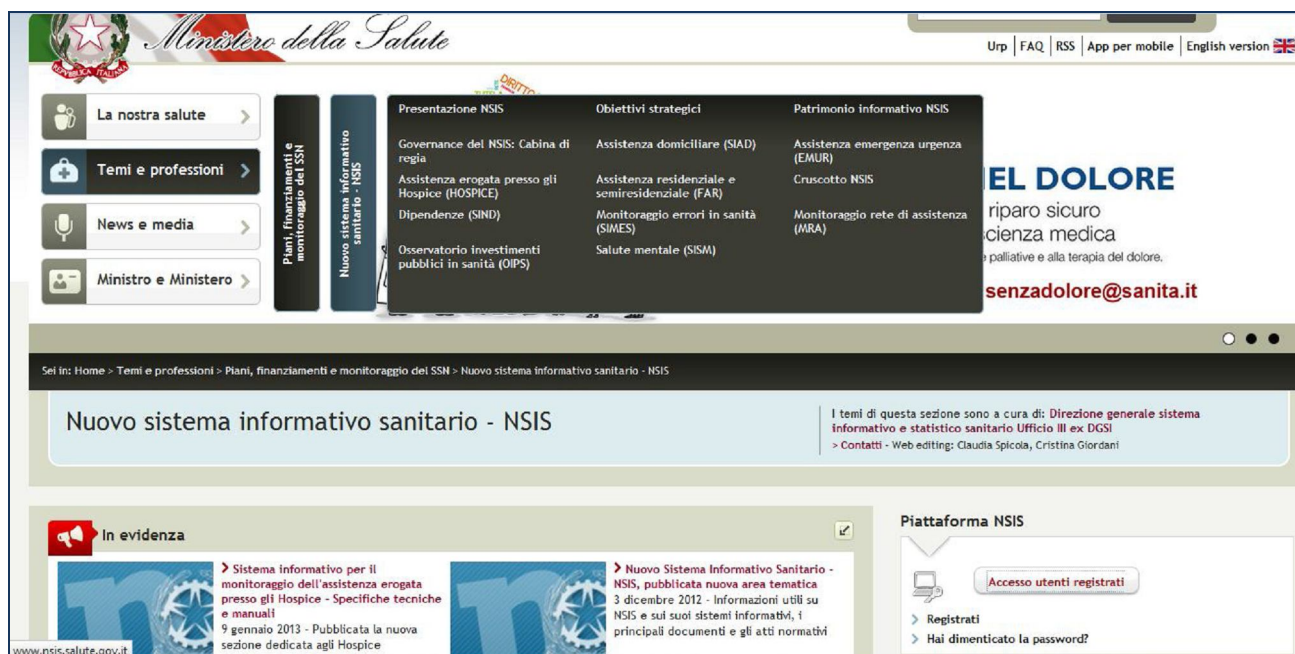 Ministero della Salute
Urp | FAQ | RSS | App per mobile | English version
REPVBBLICA ITALIANA
DIRITTO
La nostra salute
Temi e professioni
News e media
Ministro e Ministero
Piani, finanziamenti e
monitoraggio del SSN
Nuovo sistema informativo
sanitario - NSIS
Presentazione NSIS
Obiettivi strategici
Patrimonio informativo NSIS
Governance del NSIS: Cabina di
regia
Assistenza domiciliare (SIAD)
Assistenza emergenza urgenza
(EMUR)
Assistenza erogata presso gli
Hospice (HOSPICE)
Assistenza residenziale e
semiresidenziale (FAR)
Cruscotto NSIS
Dipendenze (SIND)
Monitoraggio errori in sanità
(SIMES)
Monitoraggio rete di assistenza
(MRA)
Osservatorio investimenti
pubblici in sanità (OIPS)
Salute mentale (SISM)
EL DOLORE
riparo sicuro
cienza medica
e palliative e alla terapia del dolore.
senzadolore@sanita.it
Sei in: Home > Temi e professioni > Piani, finanziamenti e monitoraggio del SSN > Nuovo sistema informativo sanitario - NSIS
Nuovo sistema informativo sanitario - NSIS
I temi di questa sezione sono a cura di: Direzione generale sistema
informativo e statistico sanitario Ufficio III ex DGSI
> Contatti - Web editing: Claudia Spicola, Cristina Giordani
In evidenza
Sistema informativo per il
monitoraggio dell'assistenza erogata
presso gli Hospice - Specifiche tecniche
e manuali
9 gennaio 2013 - Pubblicata la nuova
sezione dedicata agli Hospice
Nuovo Sistema Informativo Sanitario -
NSIS, pubblicata nuova area tematica
3 dicembre 2012 - Informazioni utili su
NSIS e sui suoi sistemi informativi, i
principali documenti e gli atti normativi
Piattaforma NSIS
Accesso utenti registrati
Registrati
Hai dimenticato la password?
www.nsis.salute.gov.it